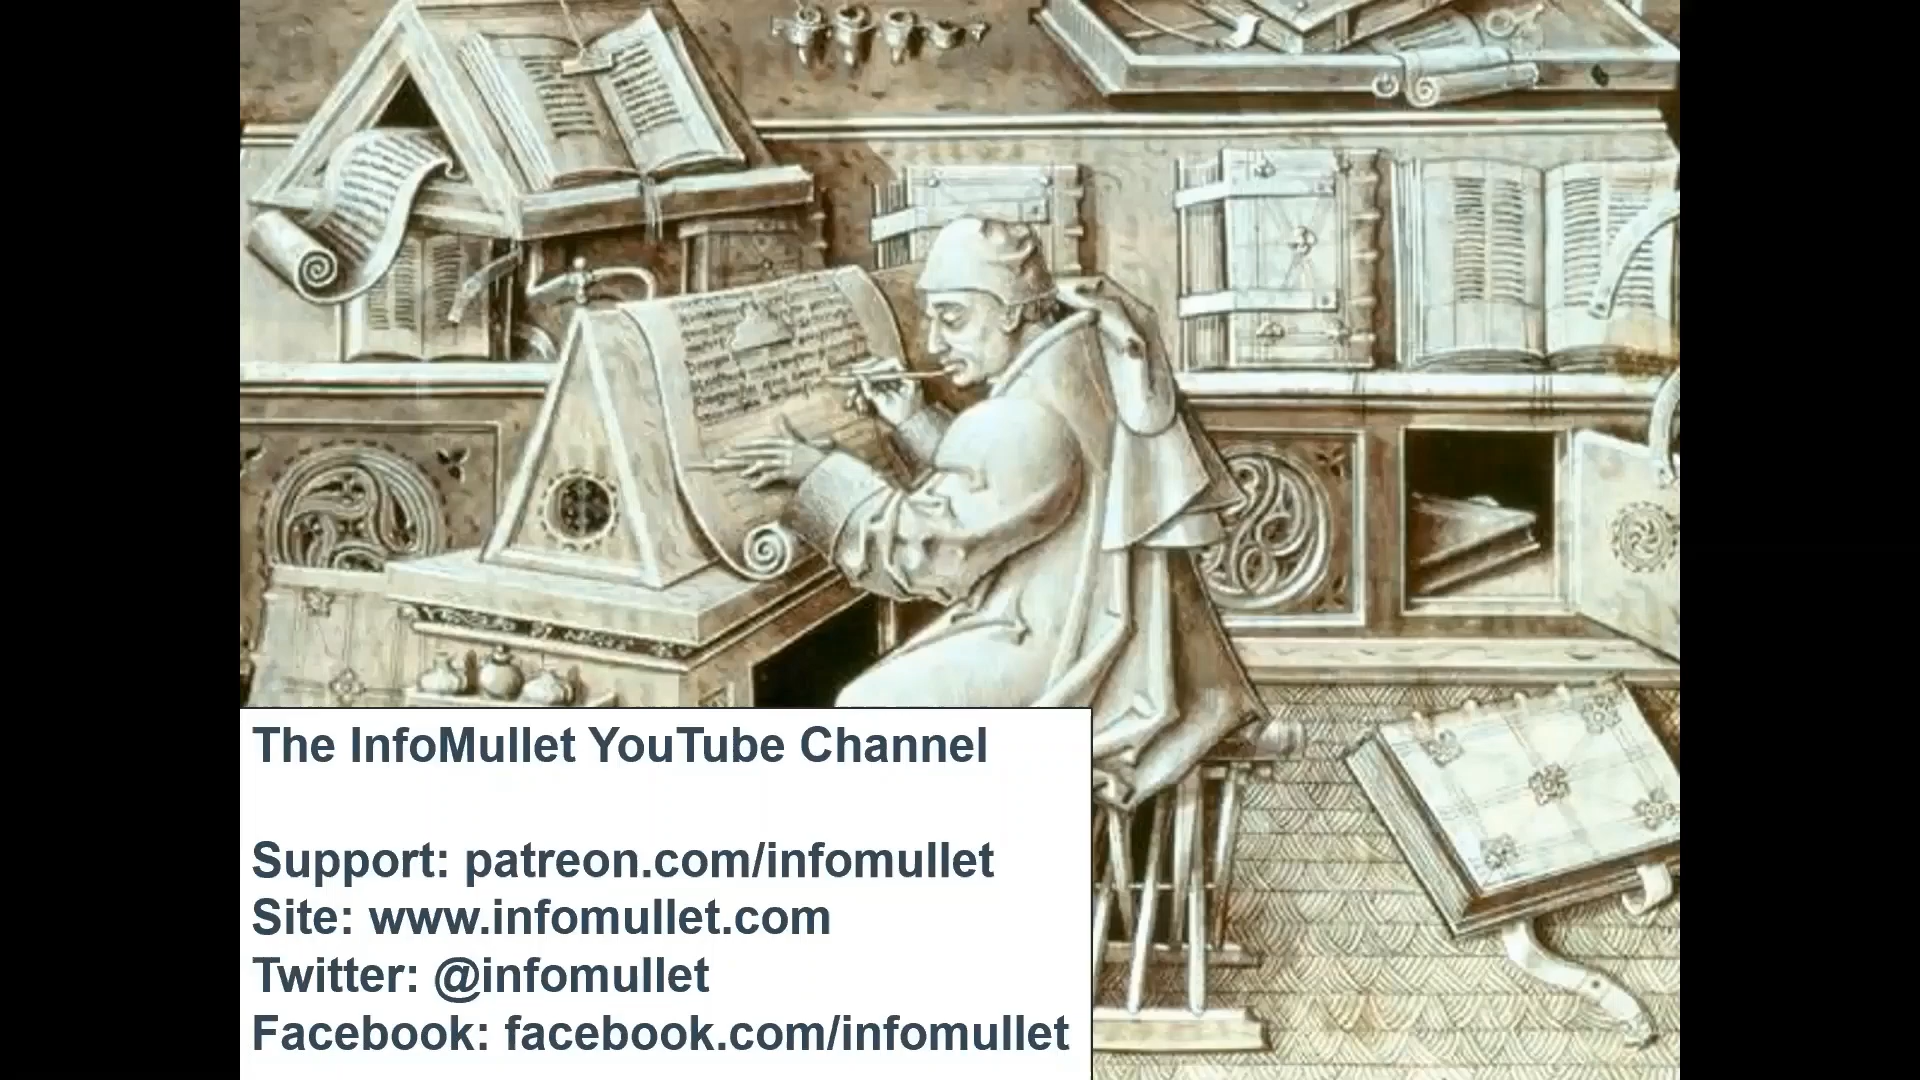 The InfoMullet YouTube Channel
Support: patreon.com/infomullet
Site: www.infomullet.com
Twitter: @infomullet
Facebook: facebook.com/infomullet